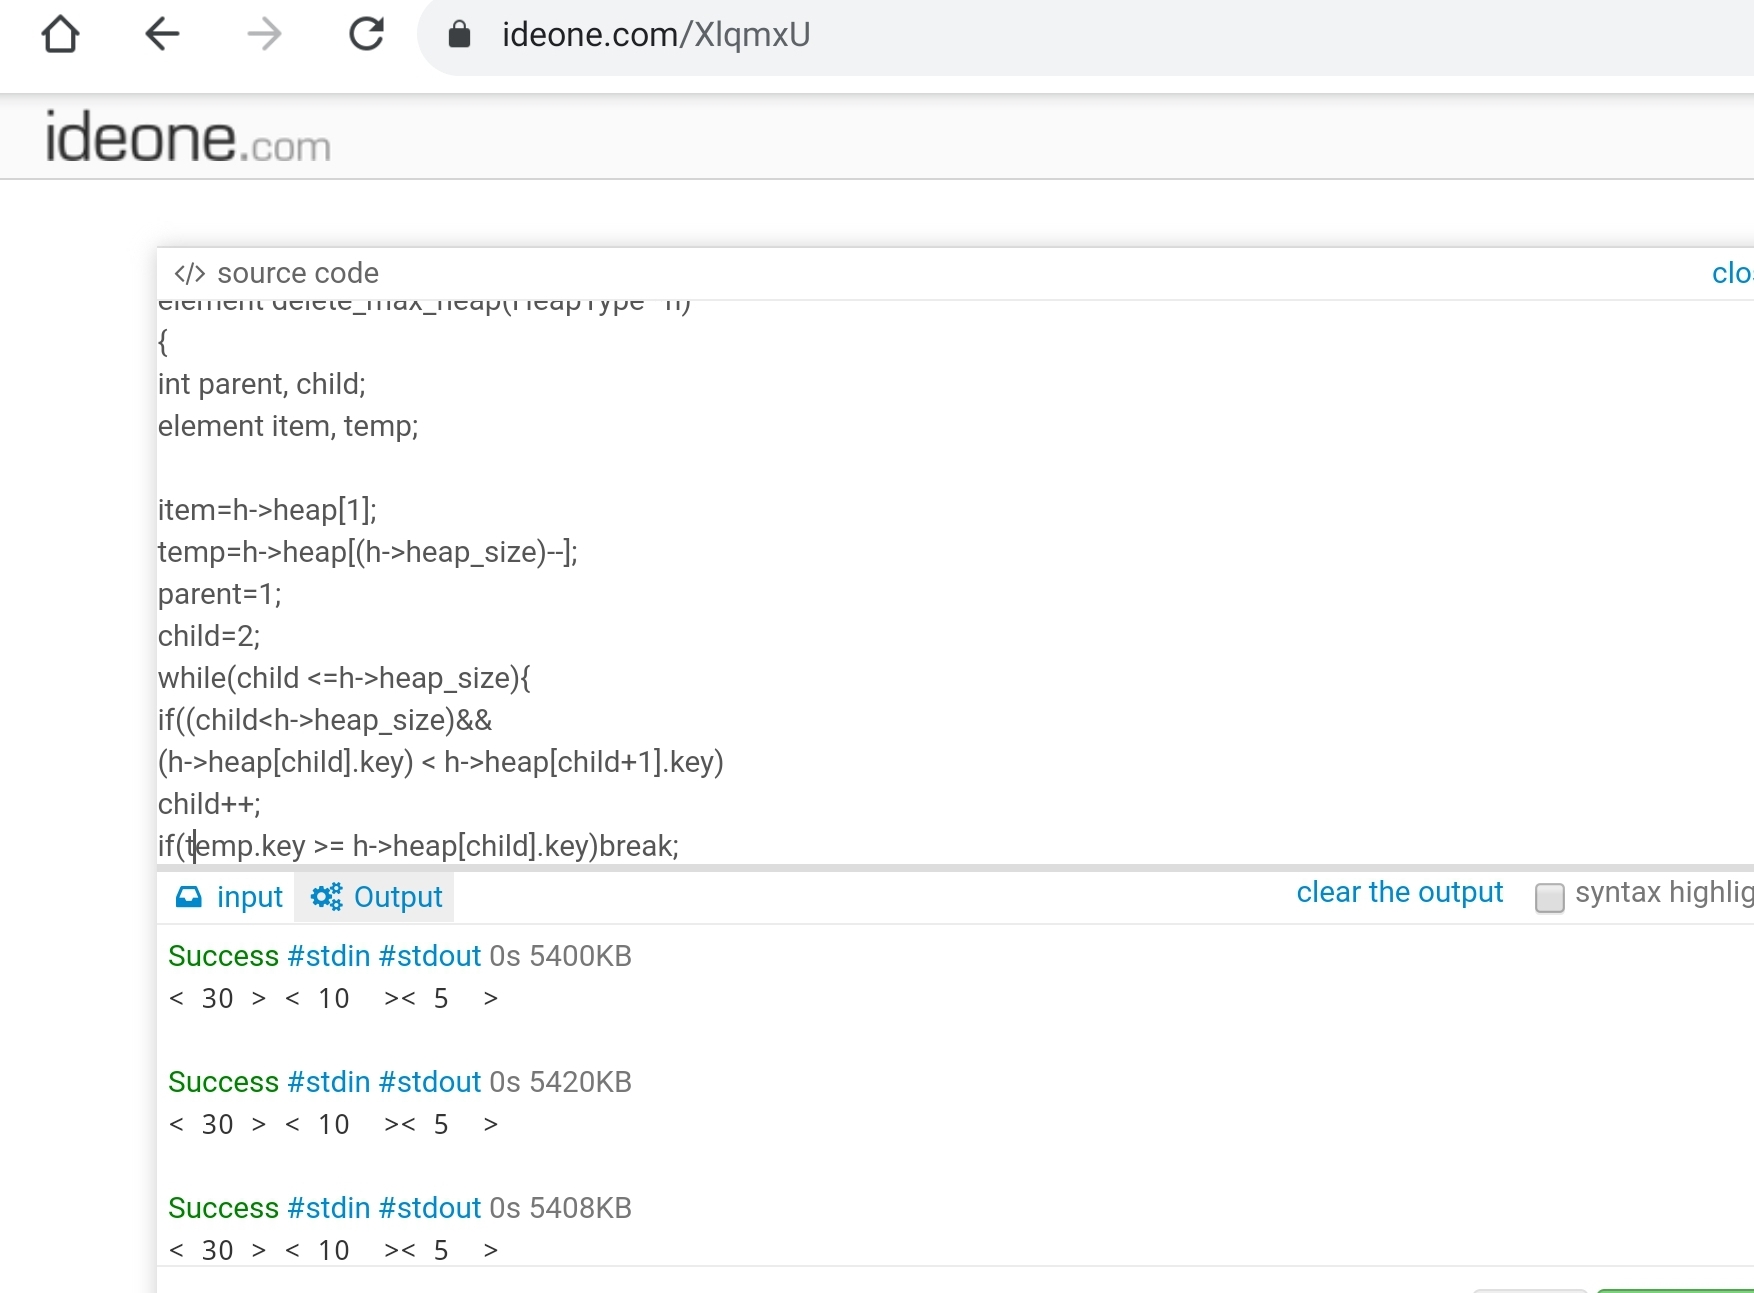 ideone.com/XlqmxU
ideone.com
</> source code clo
element delete_max_heap(HeapType *h)
{
int parent, child;
element item, temp;
item=h->heap[1];
temp=h->heap[(h->heap_size)--];
parent=1;
child=2;
while(child <=h->heap_size){
if((child<h->heap_size)&&
(h->heap[child].key) < h->heap[child+1].key)
child++;
if(temp.key >= h->heap[child].key)break;
input Output clear the output syntax highlig
Success #stdin #stdout 0s 5400KB
< 30 > < 10  >< 5  >
Success #stdin #stdout 0s 5420KB
< 30 > < 10  >< 5  >
Success #stdin #stdout 0s 5408KB
< 30 > < 10  >< 5  >